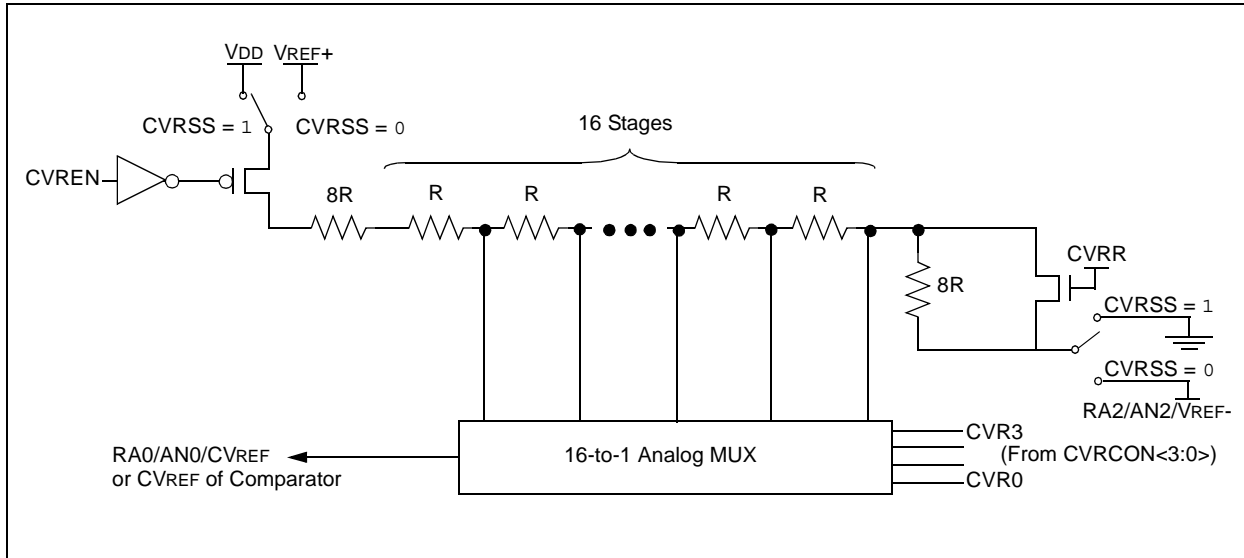 VDD VREF+
CVRSS = 1 CVRSS = 0
16 Stages
CVREN
8R R R R R
CVRR
8R
CVRSS = 1
CVRSS = 0
RA2/AN2/VREF-
RA0/AN0/CVREF
or CVREF of Comparator
16-to-1 Analog MUX
CVR3
(From CVRCON<3:0>)
CVR0